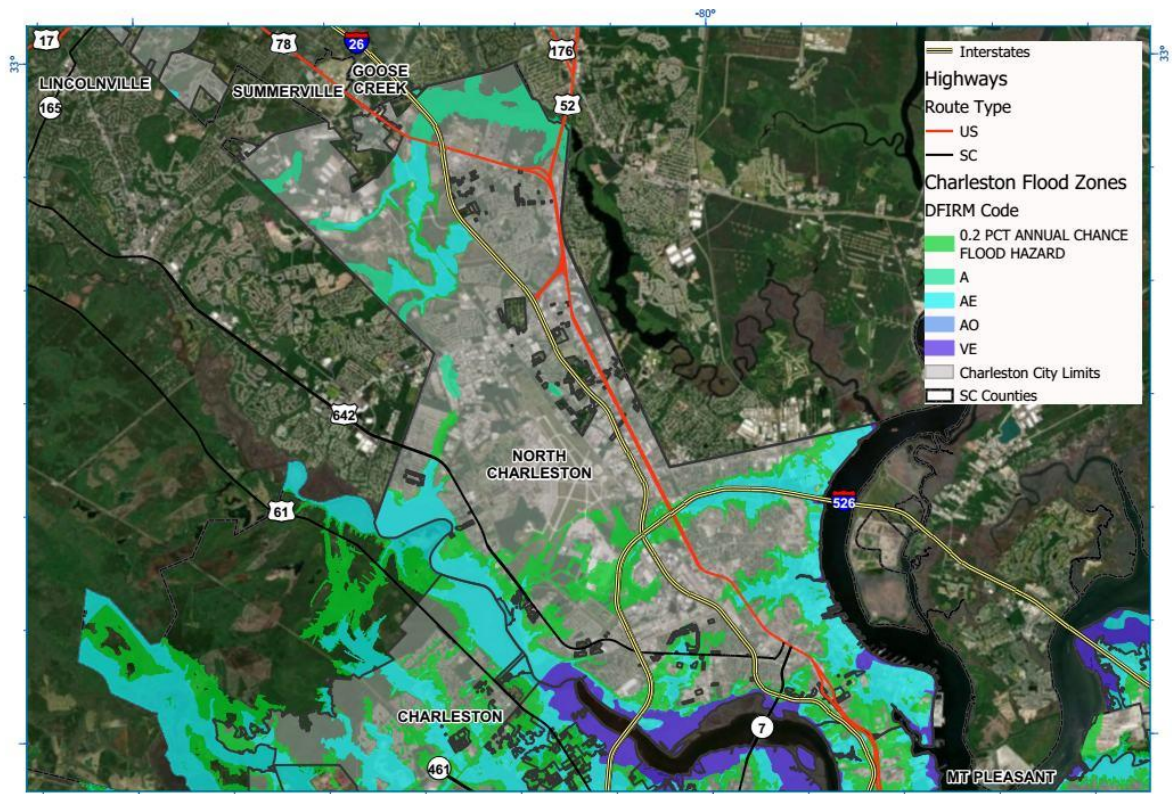 -80°
33°
33°
17
78
26
176
GOOSE
CREEK
LINCOLNVILLE
SUMMERVILLE
165
52
Interstates
Highways
Route Type
US
SC
Charleston Flood Zones
DFIRM Code
0.2 PCT ANNUAL CHANCE
FLOOD HAZARD
A
AE
AO
VE
Charleston City Limits
SC Counties
642
NORTH
CHARLESTON
61
526
CHARLESTON
7
461
MT PLEASANT